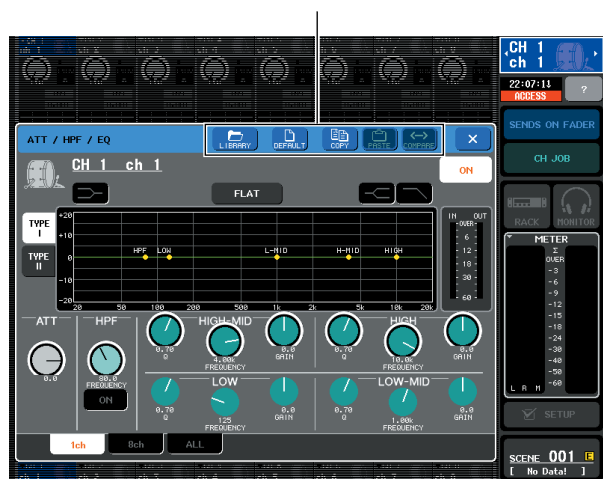 CH 1
ch 1
22:07:11
ACCESS
?
SENDS ON FADER
CH JOB
RACK
MONITOR
METER
Σ
OVER
-3
-6
-9
-12
-15
-18
-24
-30
-40
-50
-60
L R M
SETUP
SCENE 001 E
[ No Data! ]
ATT / HPF / EQ
LIBRARY
DEFAULT
COPY
PASTE
COMPARE
×
CH 1 ch 1
ON
FLAT
TYPE I
TYPE II
+20
+10
0
-10
-20
HPF LOW L-MID H-MID HIGH
20 50 100 200 500 1k 2k 5k 10k 20k
IN OUT
-OVER-
6
12
18
30
60
ATT
0.0
HPF
80.0
FREQUENCY
ON
HIGH-MID
0.70
Q
4.00k
FREQUENCY
0.0
GAIN
HIGH
0.70
Q
10.0k
FREQUENCY
0.0
GAIN
LOW
0.70
Q
125
FREQUENCY
0.0
GAIN
LOW-MID
0.70
Q
1.00k
FREQUENCY
0.0
GAIN
1ch
8ch
ALL